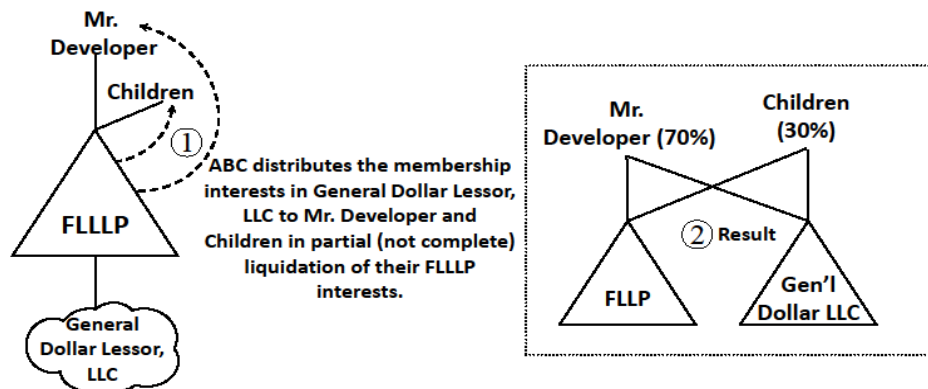 Mr.
Developer
Children
1
ABC distributes the membership
interests in General Dollar Lessor,
LLC to Mr. Developer and
Children in partial (not complete)
liquidation of their FLLLP
interests.
FLLLP
General
Dollar Lessor,
LLC
Mr.
Developer (70%)
Children
(30%)
2 Result
FLLP
Gen'l
Dollar LLC